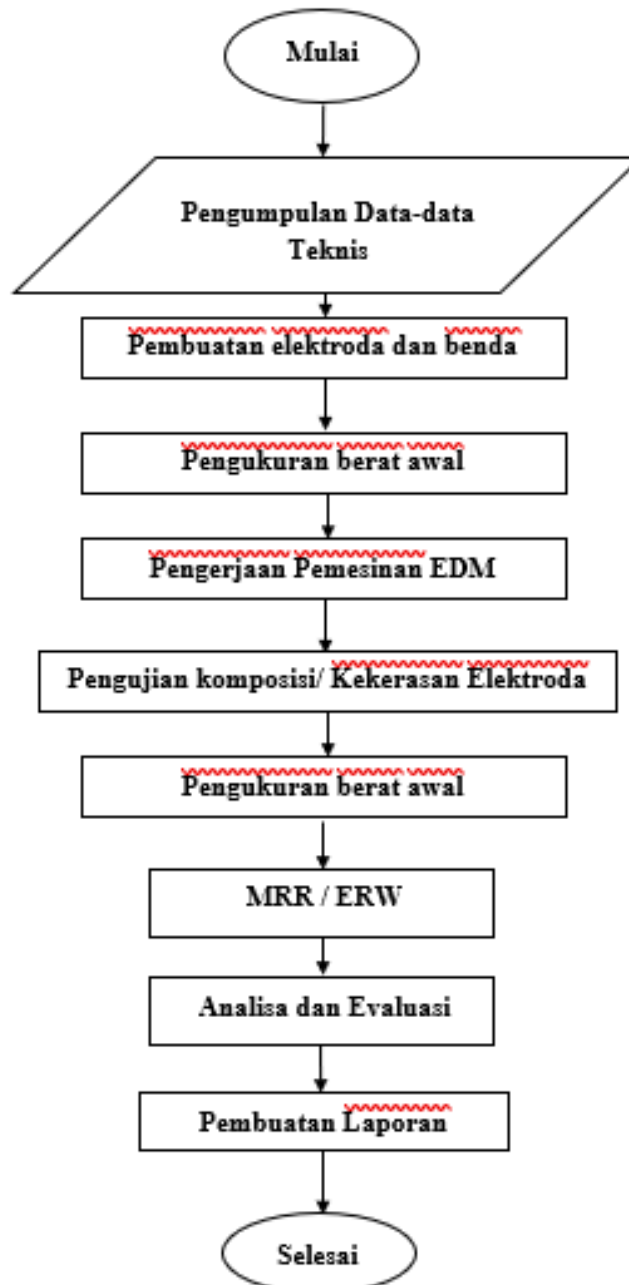 Mulai
Pengumpulan Data-data
Teknis
Pembuatan elektroda dan benda
Pengukuran berat awal
Pengerjaan Pemesinan EDM
Pengujian komposisi/ Kekerasan Elektroda
Pengukuran berat awal
MRR / ERW
Analisa dan Evaluasi
Pembuatan Laporan
Selesai